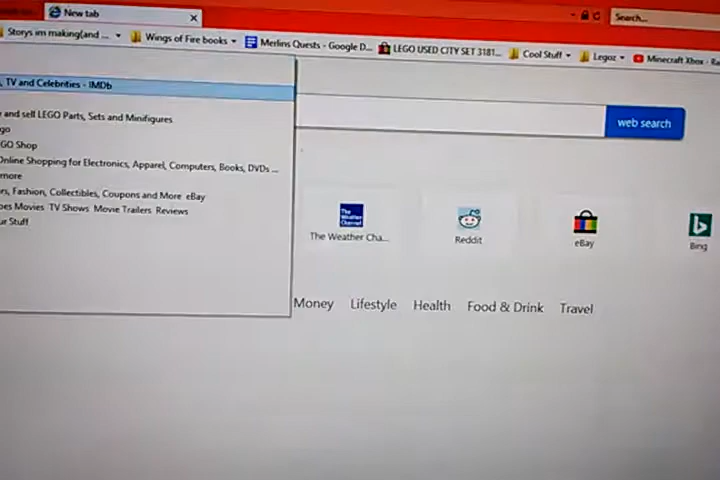 New tab
Search...
Storys im making(and ...
Wings of Fire books
Merlins Quests - Google D...
LEGO USED CITY SET 3181...
Cool Stuff
Legoz
Minecraft Xbox - Ra
, TV and Celebrities - IMDb
and sell LEGO Parts, Sets and Minifigures
go
GO Shop
Online Shopping for Electronics, Apparel, Computers, Books, DVDs ...
more
rs, Fashion, Collectibles, Coupons and More eBay
oes Movies TV Shows Movie Trailers Reviews
ur Stuff
web search
The Weather Channel
The Weather Cha...
Reddit
eBay
Bing
Money Lifestyle Health Food & Drink Travel